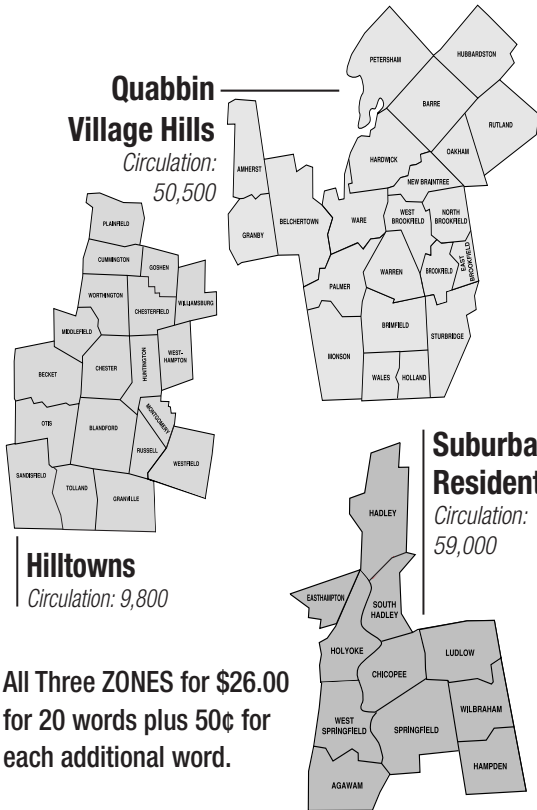 Quabbin
Village Hills
Circulation:
50,500
PETERSHAM
HUBBARDSTON
BARRE
RUTLAND
OAKHAM
HARDWICK
NEW BRAINTREE
AMHERST
BELCHERTOWN
GRANBY
WARE
WEST
BROOKFIELD
NORTH
BROOKFIELD
EAST
BROOKFIELD
BROOKFIELD
WARREN
PALMER
BRIMFIELD
STURBRIDGE
MONSON
WALES
HOLLAND
PLAINFIELD
CUMMINGTON
GOSHEN
WORTHINGTON
CHESTERFIELD
WILLIAMSBURG
MIDDLEFIELD
WEST-
HAMPTON
HUNTINGTON
CHESTER
BECKET
MONTGOMERY
OTIS
BLANDFORD
RUSSELL
WESTFIELD
SANDISFIELD
TOLLAND
GRANVILLE
Hilltowns
Circulation: 9,800
Suburba
Resident
Circulation:
59,000
HADLEY
EASTHAMPTON
SOUTH
HADLEY
HOLYOKE
CHICOPEE
LUDLOW
WEST
SPRINGFIELD
SPRINGFIELD
WILBRAHAM
AGAWAM
HAMPDEN
All Three ZONES for $26.00
for 20 words plus 50¢ for
each additional word.